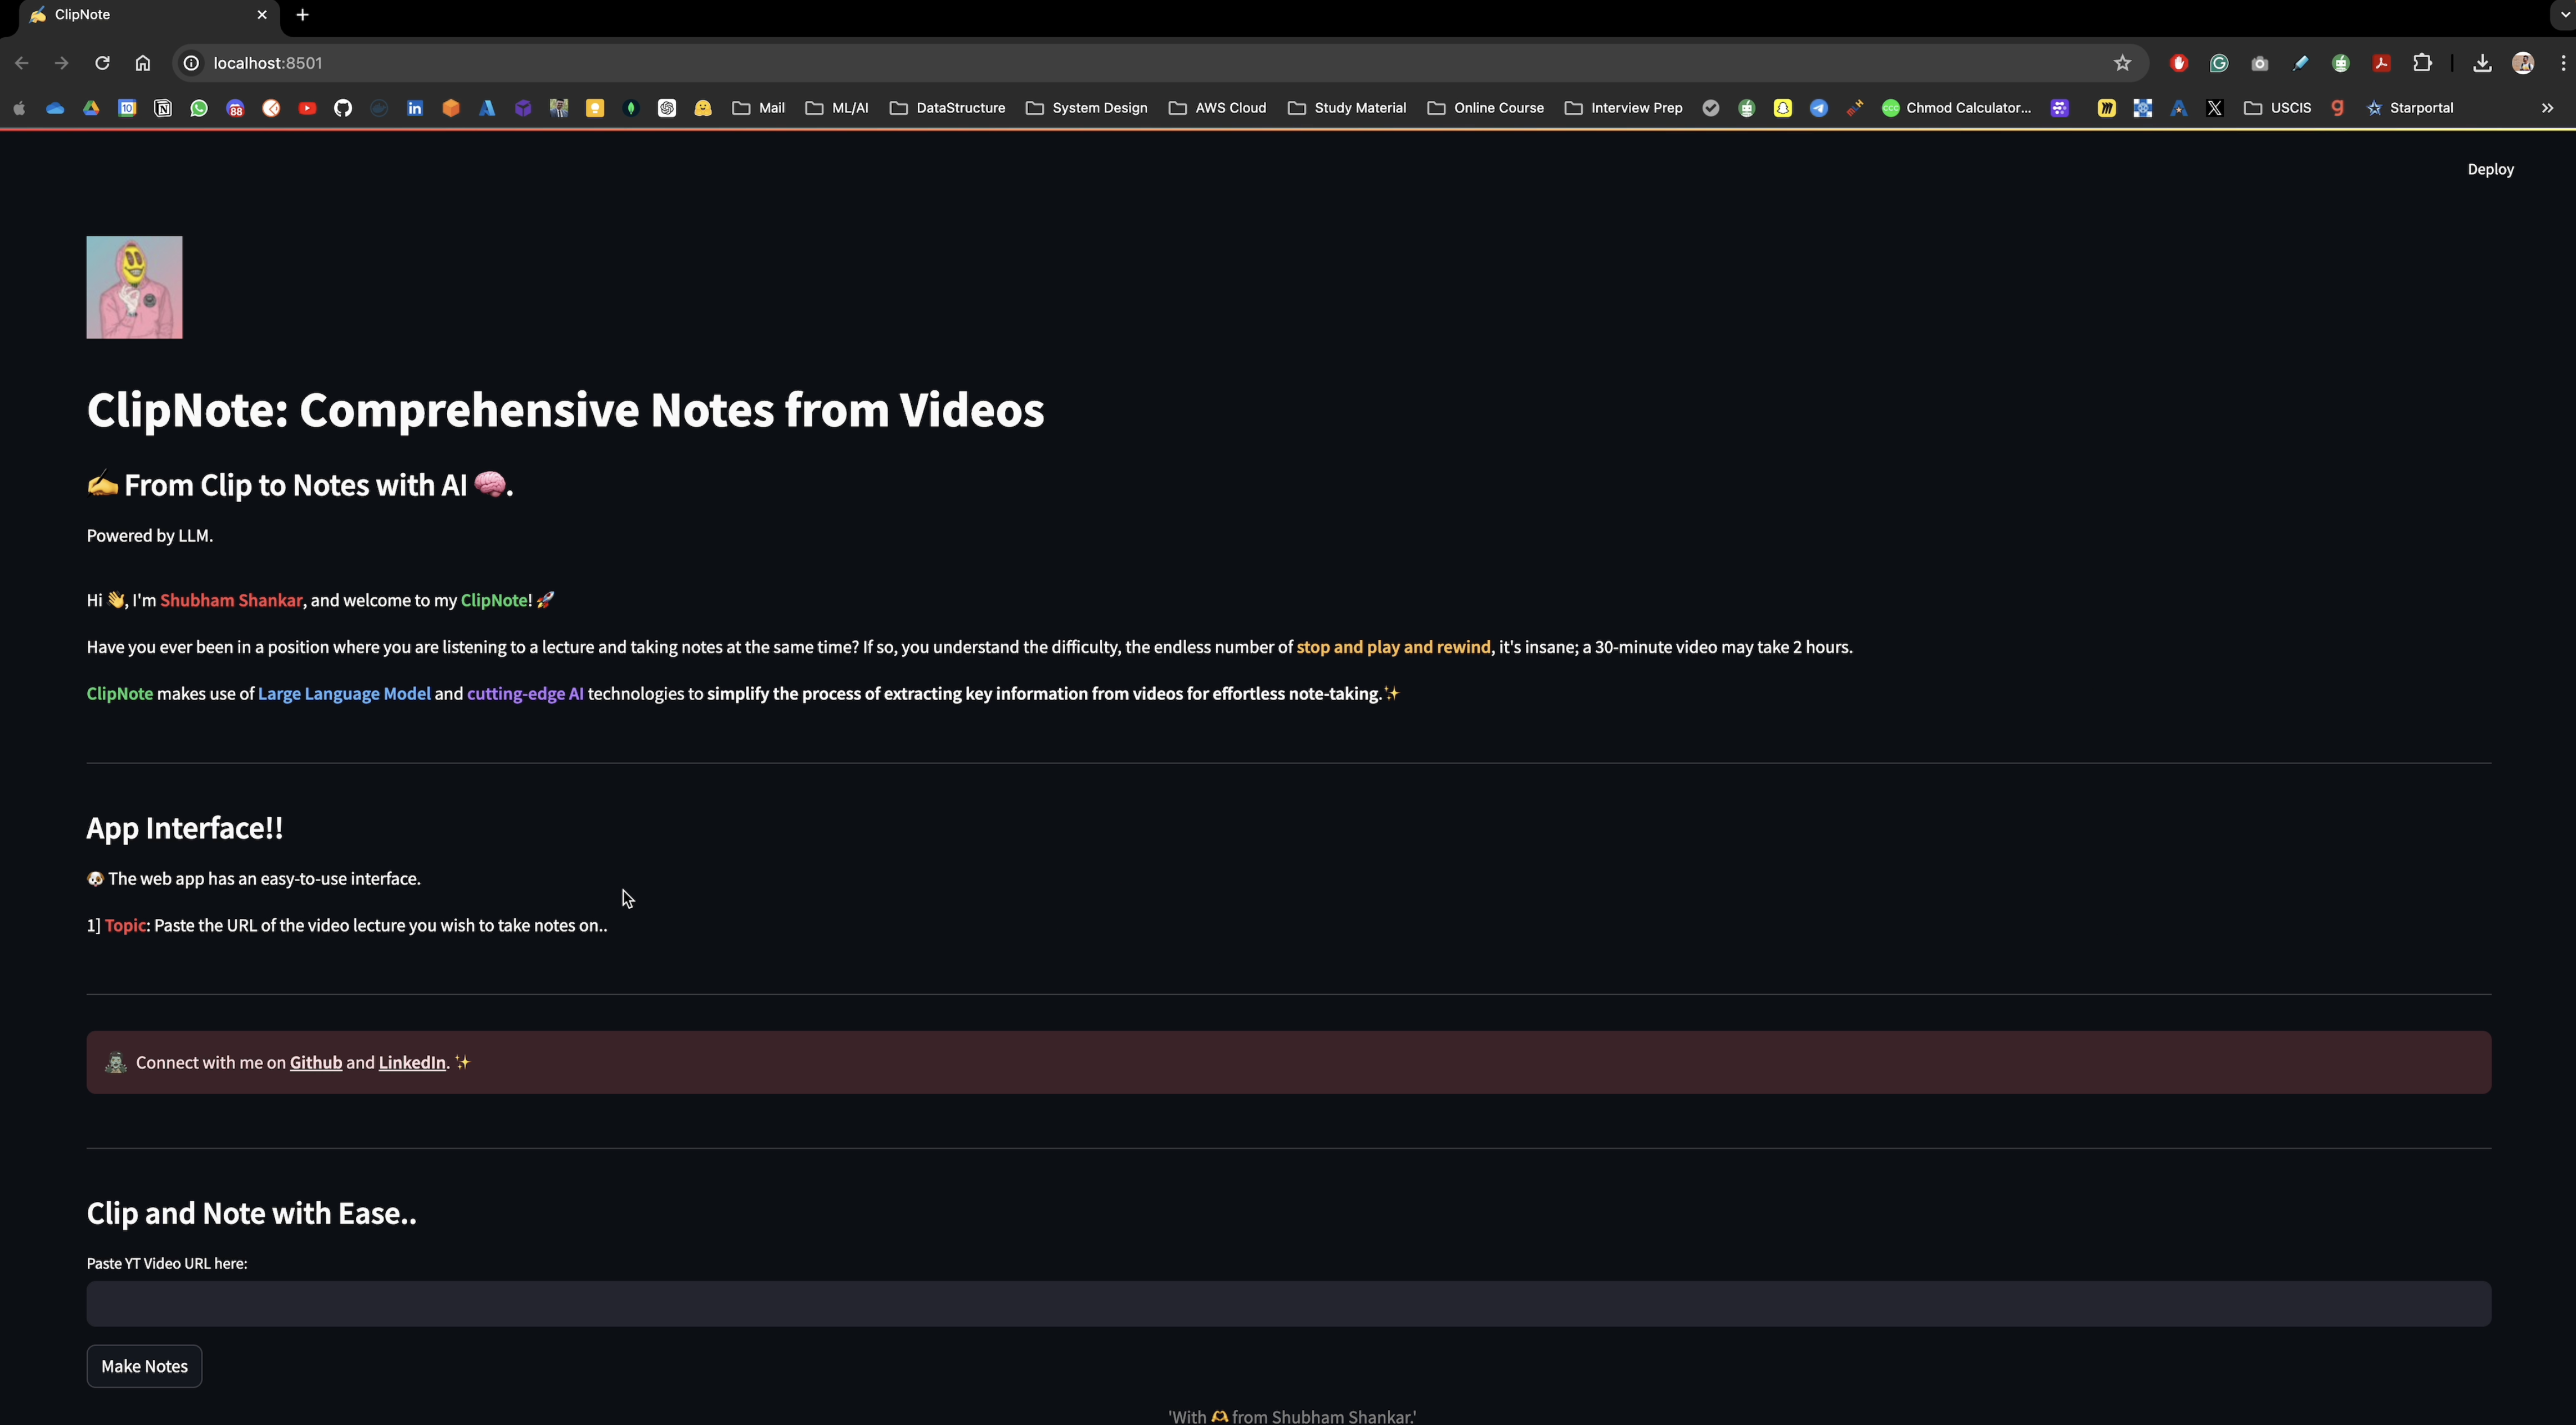 ClipNote
localhost:8501
10
88
Mail
ML/AI
DataStructure
System Design
AWS Cloud
Study Material
Online Course
Interview Prep
CCC
Chmod Calculator...
USCIS
Starportal
Deploy
ClipNote: Comprehensive Notes from Videos
✍️ From Clip to Notes with AI 🧠.
Powered by LLM.
Hi 👋, I'm Shubham Shankar, and welcome to my ClipNote! 🚀
Have you ever been in a position where you are listening to a lecture and taking notes at the same time? If so, you understand the difficulty, the endless number of stop and play and rewind, it's insane; a 30-minute video may take 2 hours.
ClipNote makes use of Large Language Model and cutting-edge AI technologies to simplify the process of extracting key information from videos for effortless note-taking.✨
App Interface!!
🐶 The web app has an easy-to-use interface.
1] Topic: Paste the URL of the video lecture you wish to take notes on..
Connect with me on Github and LinkedIn. ✨
Clip and Note with Ease..
Paste YT Video URL here:
Make Notes
'With 🫶 from Shubham Shankar.'